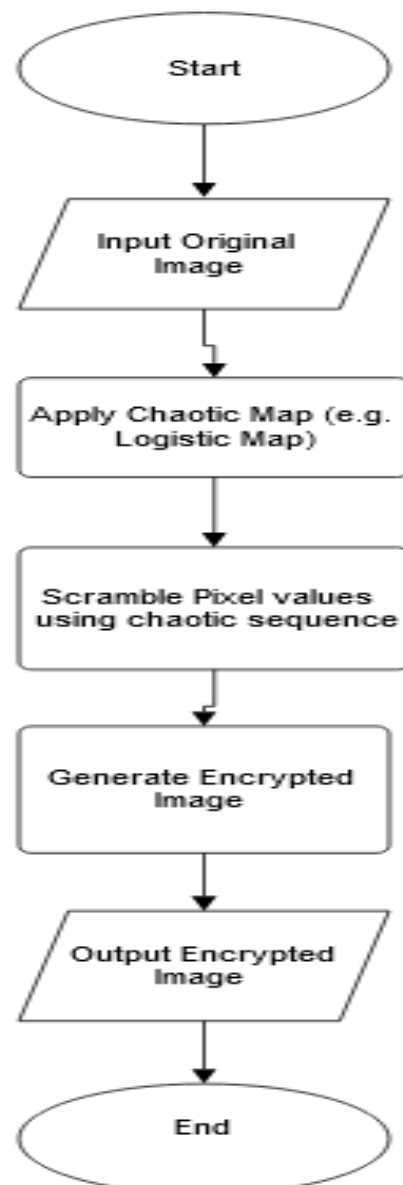 Start
Input Original
Image
Apply Chaotic Map (e.g.
Logistic Map)
Scramble Pixel values
using chaotic sequence
Generate Encrypted
Image
Output Encrypted
Image
End